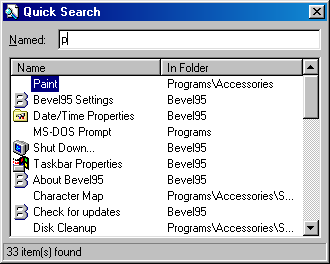 Quick Search
Named: p
Name In Folder
Paint Programs\Accessories
Bevel95 Settings Bevel95
Date/Time Properties Bevel95
MS-DOS Prompt Programs
Shut Down... Bevel95
Taskbar Properties Bevel95
About Bevel95 Bevel95
Character Map Programs\Accessories\S...
Check for updates Bevel95
Disk Cleanup Programs\Accessories\S...
33 item(s) found